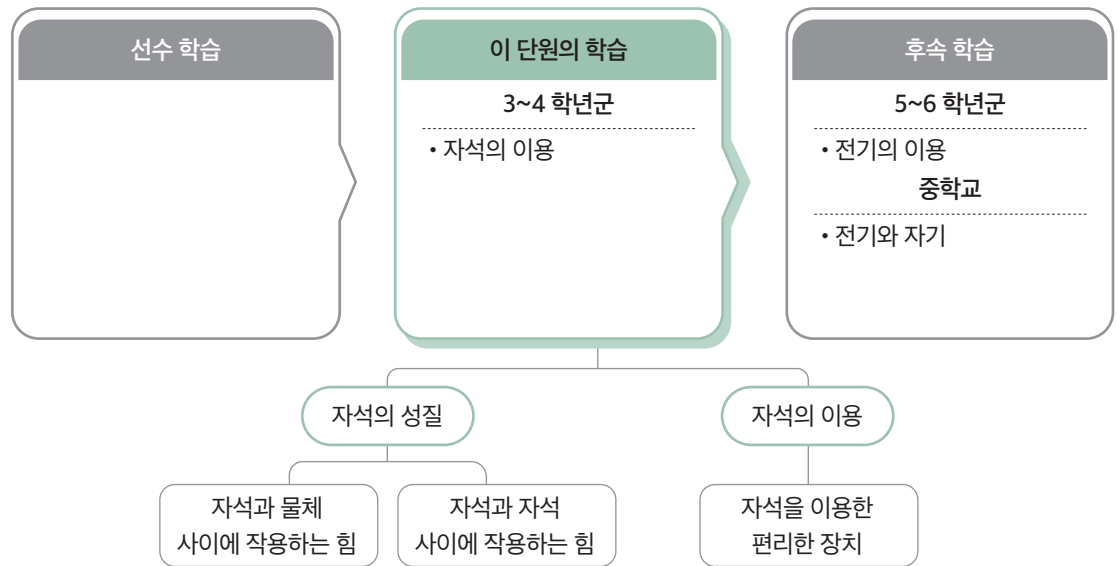 선수 학습
이 단원의 학습
3~4 학년군
• 자석의 이용
후속 학습
5~6 학년군
• 전기의 이용
중학교
• 전기와 자기
자석의 성질
자석의 이용
자석과 물체
사이에 작용하는 힘
자석과 자석
사이에 작용하는 힘
자석을 이용한
편리한 장치